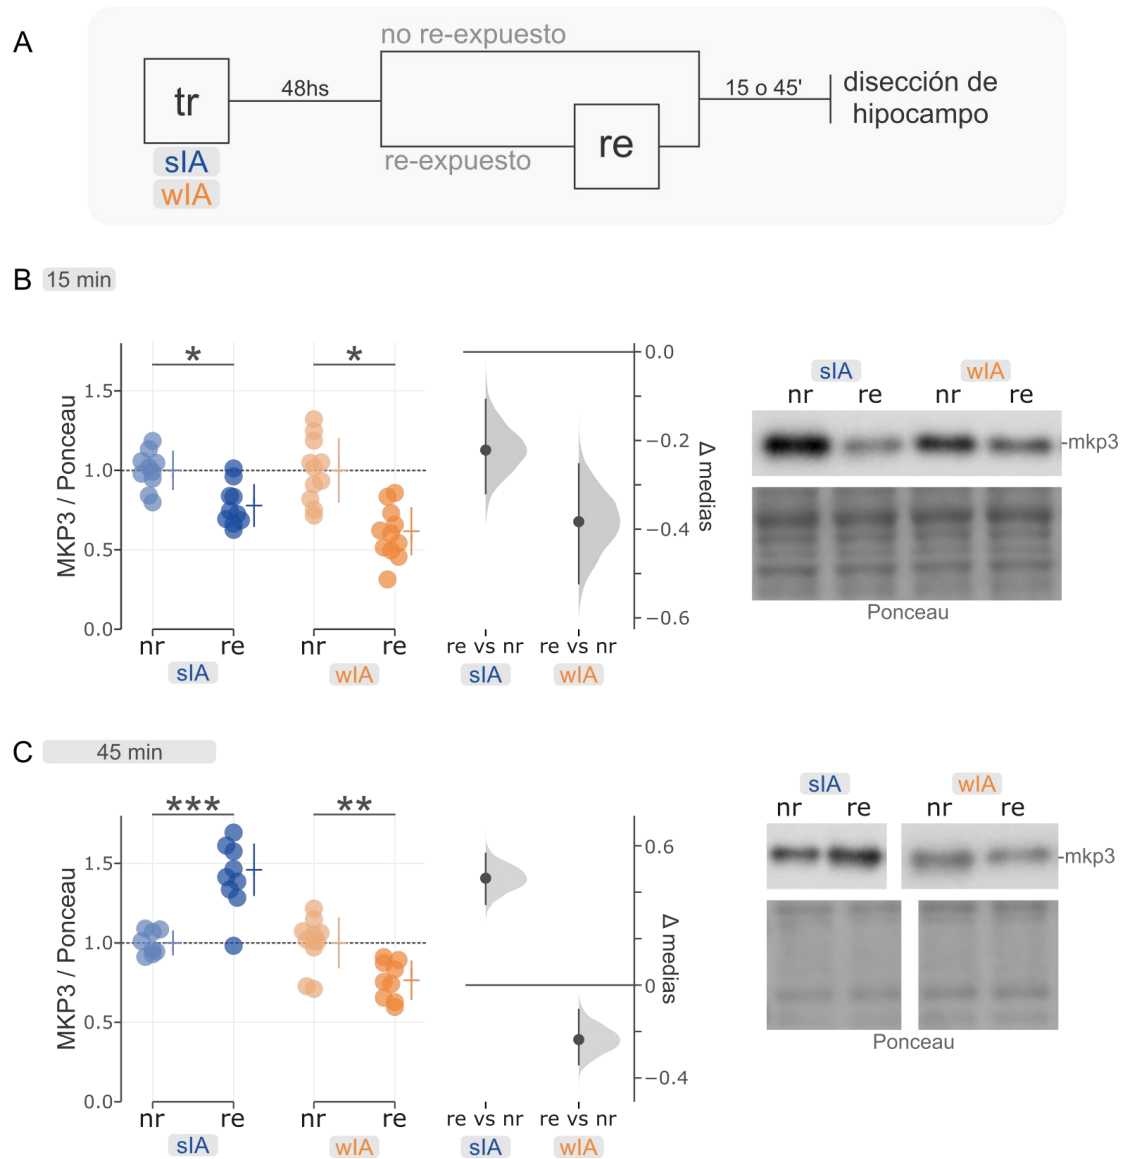 A
no re-expuesto
tr
48hs
15 o 45'
disección de
hipocampo
re
re-expuesto
sIA
wIA
B 15 min
MKP3 / Ponceau
1.5
1.0
0.5
0.0
*
*
nr re nr re
sIA wIA
0.0
−0.2
−0.4
−0.6
Δ medias
re vs nr re vs nr
sIA wIA
sIA wIA
nr re nr re
-mkp3
Ponceau
C 45 min
MKP3 / Ponceau
1.5
1.0
0.5
0.0
***
**
nr re nr re
sIA wIA
0.6
0
−0.4
Δ medias
re vs nr re vs nr
sIA wIA
sIA wIA
nr re nr re
-mkp3
Ponceau